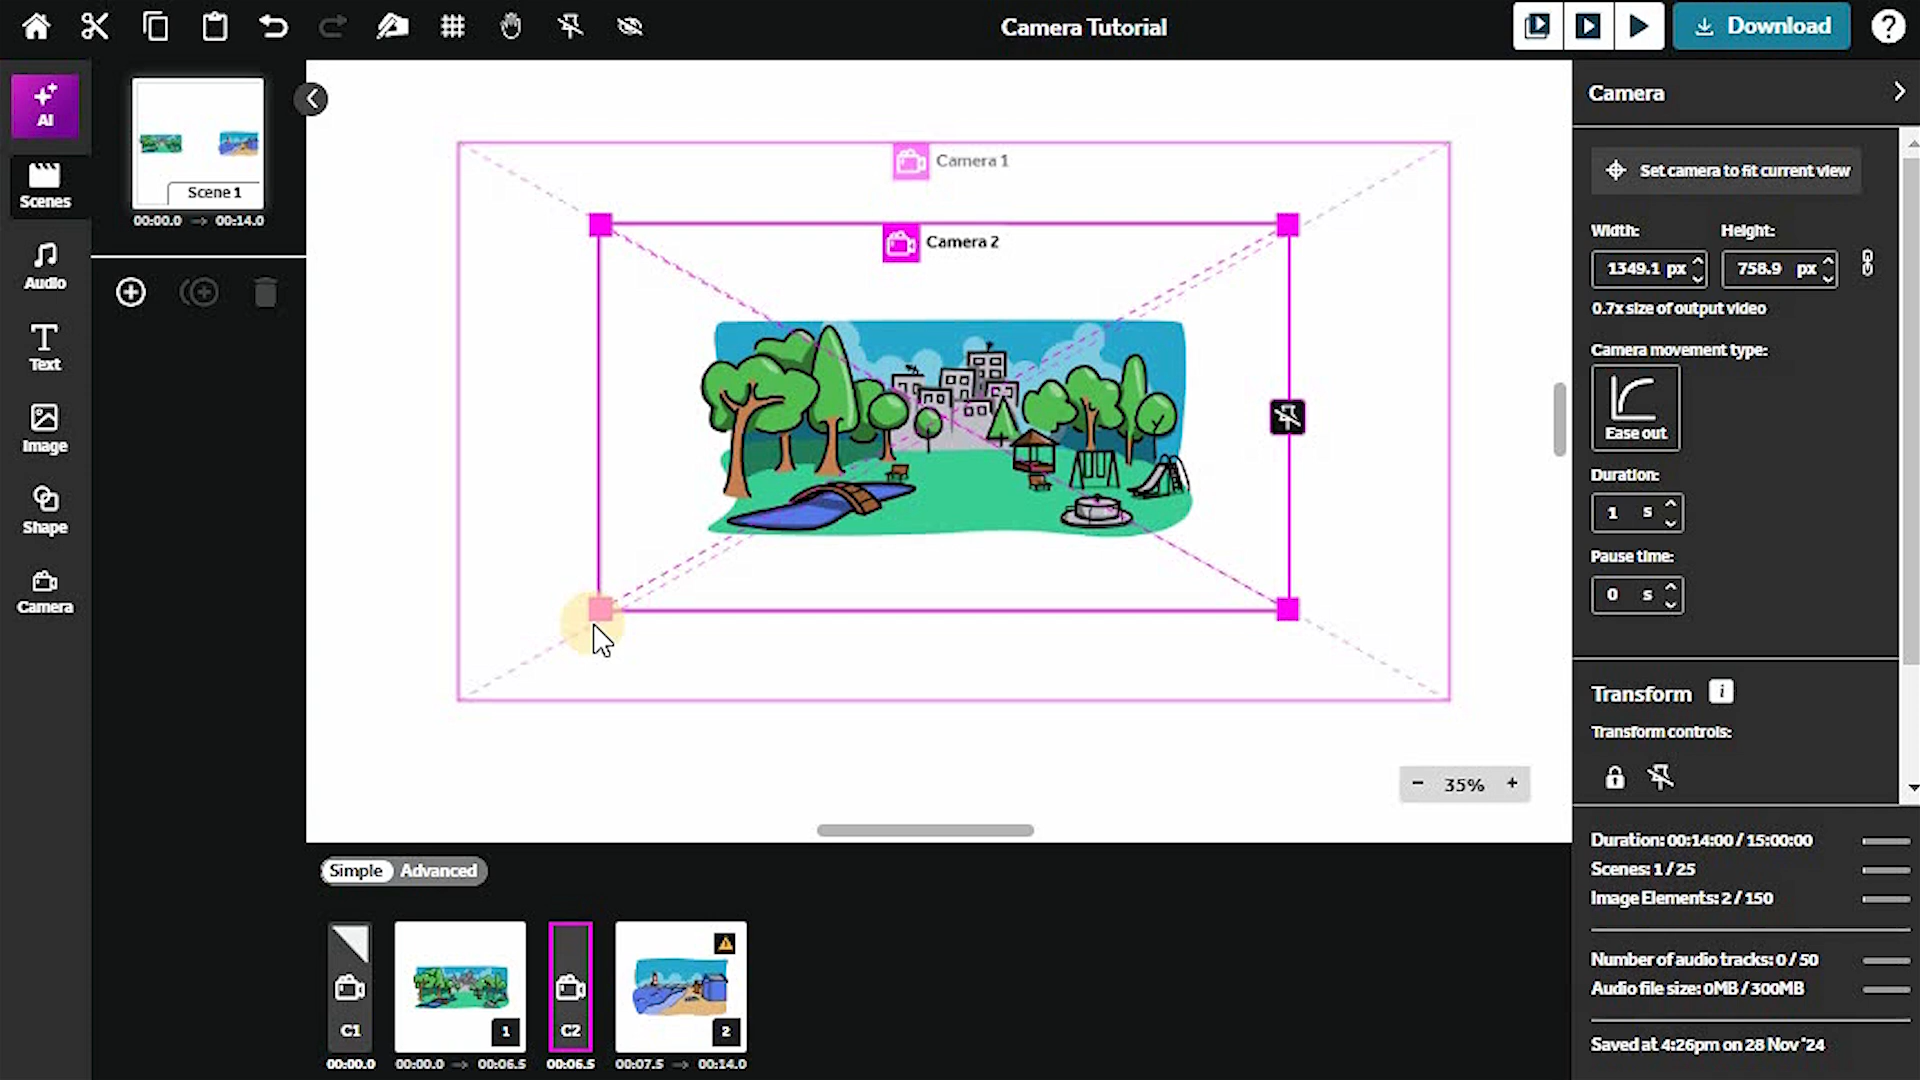 Camera Tutorial
Download
?
AI
Scenes
Audio
Text
Image
Shape
Camera
Scene 1
00:00.0 → 00:14.0
Camera 1
Camera 2
− 35% +
Camera
Set camera to fit current view
Width: Height:
1349.1 px 758.9 px
0.7x size of output video
Camera movement type:
Ease out
Duration:
1 s
Pause time:
0 s
Transform i
Transform controls:
Duration: 00:14:00 / 15:00:00
Scenes: 1 / 25
Image Elements: 2 / 150
Number of audio tracks: 0 / 50
Audio file size: 0MB / 300MB
Saved at 4:26pm on 28 Nov '24
Simple Advanced
C1 1 C2 2
00:00.0 00:00.0 → 00:06.5 00:06.5 00:07.5 → 00:14.0